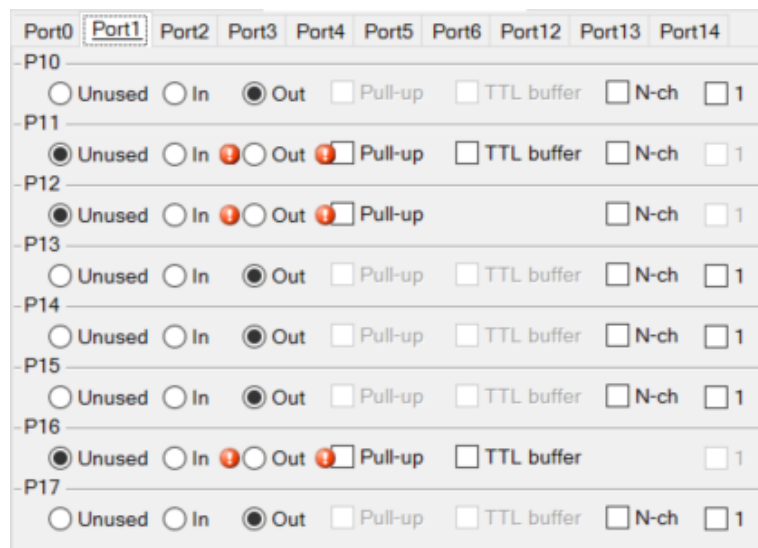 Port0 Port1 Port2 Port3 Port4 Port5 Port6 Port12 Port13 Port14
P10
Unused In Out Pull-up TTL buffer N-ch 1
P11
Unused In Out Pull-up TTL buffer N-ch 1
P12
Unused In Out Pull-up N-ch 1
P13
Unused In Out Pull-up TTL buffer N-ch 1
P14
Unused In Out Pull-up TTL buffer N-ch 1
P15
Unused In Out Pull-up TTL buffer N-ch 1
P16
Unused In Out Pull-up TTL buffer 1
P17
Unused In Out Pull-up TTL buffer N-ch 1